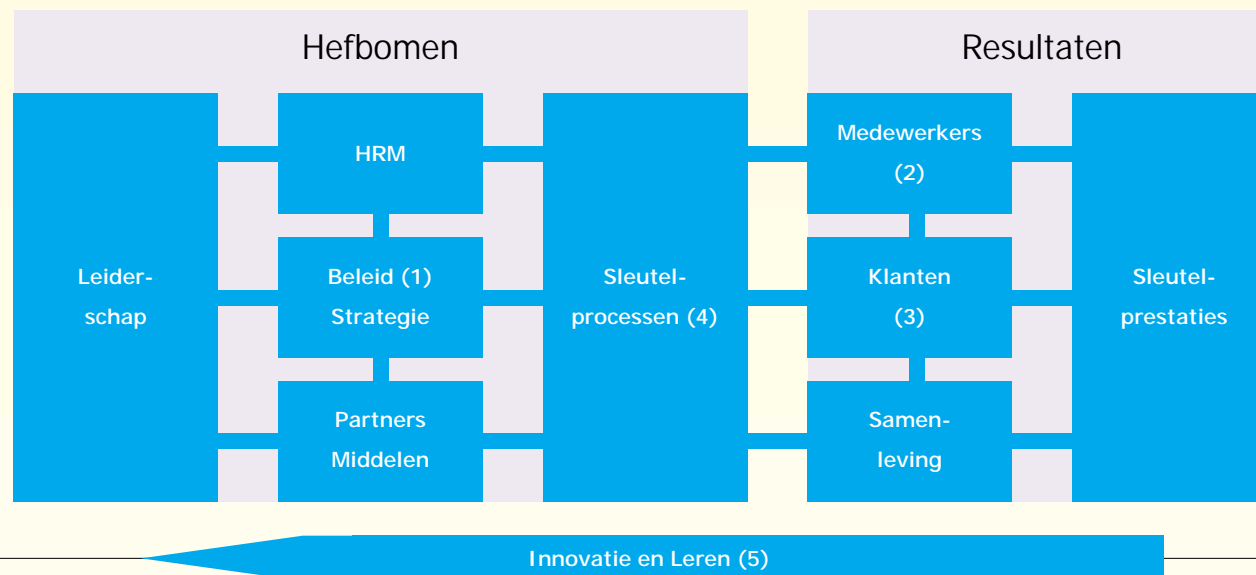 Hefbomen
Resultaten
Leider-
schap
HRM
Beleid (1)
Strategie
Partners
Middelen
Sleutel-
processen (4)
Medewerkers
(2)
Klanten
(3)
Samen-
leving
Sleutel-
prestaties
Innovatie en Leren (5)